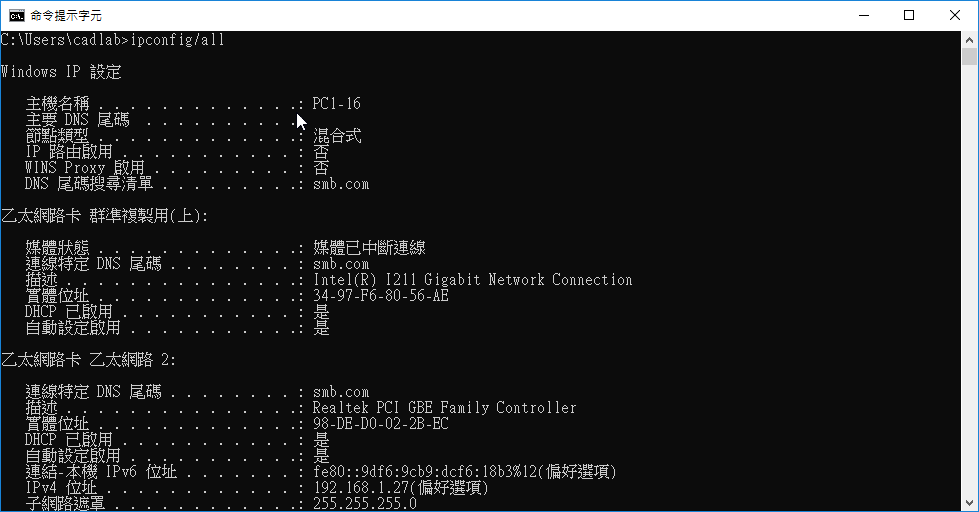 命令提示字元
C:\Users\cadlab>ipconfig/all
Windows IP 設定
主機名稱 . . . . . . . . . . . . .: PC1-16
主要 DNS 尾碼  . . . . . . . . . .
節點類型 . . . . . . . . . . . . .: 混合式
IP 路由啟用 . . . . . . . . . . . : 否
WINS Proxy 啟用 . . . . . . . . . : 否
DNS 尾碼搜尋清單 . . . . . . . . .: smb.com
乙太網路卡 群準複製用(上):
媒體狀態 . . . . . . . . . . . . .: 媒體已中斷連線
連線特定 DNS 尾碼 . . . . . . . . : smb.com
描述 . . . . . . . . . . . . . . .: Intel(R) I211 Gigabit Network Connection
實體位址 . . . . . . . . . . . . .: 34-97-F6-80-56-AE
DHCP 已啟用 . . . . . . . . . . . : 是
自動設定啟用 . . . . . . . . . . .: 是
乙太網路卡 乙太網路 2:
連線特定 DNS 尾碼 . . . . . . . . : smb.com
描述 . . . . . . . . . . . . . . .: Realtek PCI GBE Family Controller
實體位址 . . . . . . . . . . . . .: 98-DE-D0-02-2B-EC
DHCP 已啟用 . . . . . . . . . . . : 是
自動設定啟用 . . . . . . . . . . .: 是
連結-本機 IPv6 位址 . . . . . . . : fe80::9df6:9cb9:dcf6:18b3%12(偏好選項)
IPv4 位址 . . . . . . . . . . . . : 192.168.1.27(偏好選項)
子網路遮罩 . . . . . . . . . . . .: 255.255.255.0